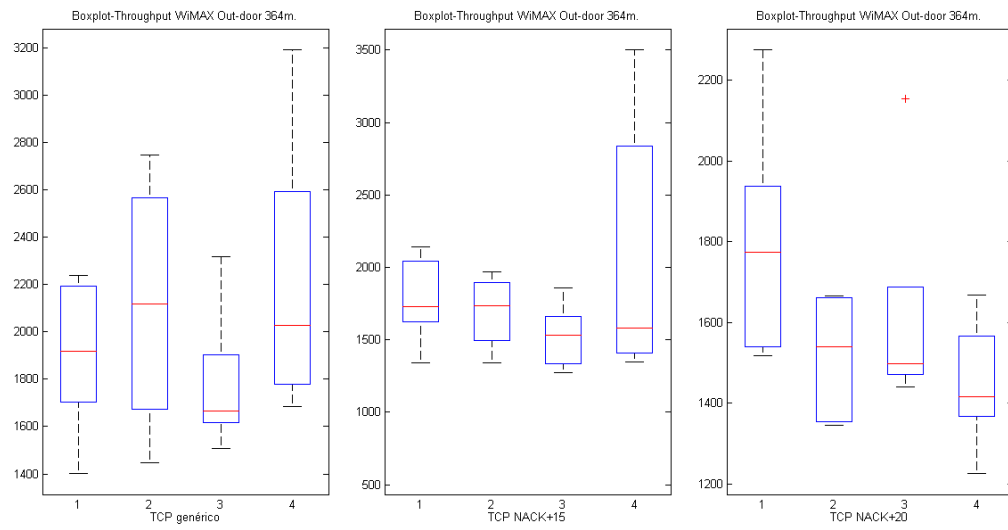 Boxplot-Throughput WiMAX Out-door 364m.
3200
3000
2800
2600
2400
2200
2000
1800
1600
1400
1 2 3 4
TCP genérico
Boxplot-Throughput WiMAX Out-door 364m.
3500
3000
2500
2000
1500
1000
500
1 2 3 4
TCP NACK+15
Boxplot-Throughput WiMAX Out-door 364m.
2200
2000
1800
1600
1400
1200
1 2 3 4
TCP NACK+20